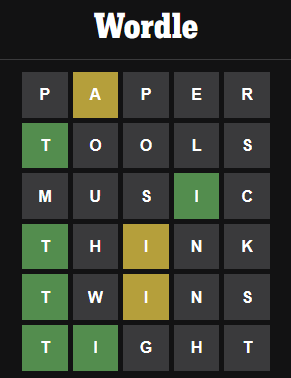 Wordle
P A P E R
T O O L S
M U S I C
T H I N K
T W I N S
T I G H T